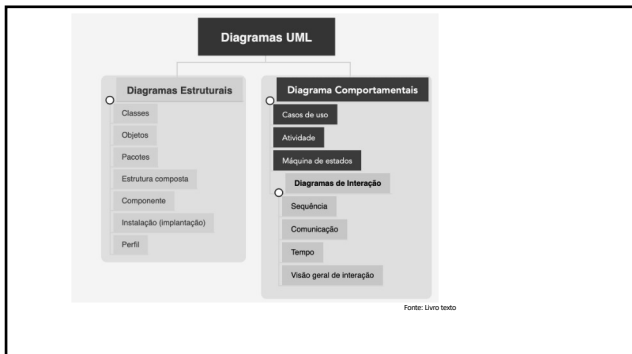 Diagramas UML
Diagramas Estruturais
Classes
Objetos
Pacotes
Estrutura composta
Componente
Instalação (implantação)
Perfil
Diagrama Comportamentais
Casos de uso
Atividade
Máquina de estados
Diagramas de Interação
Sequência
Comunicação
Tempo
Visão geral de interação
Fonte: Livro texto